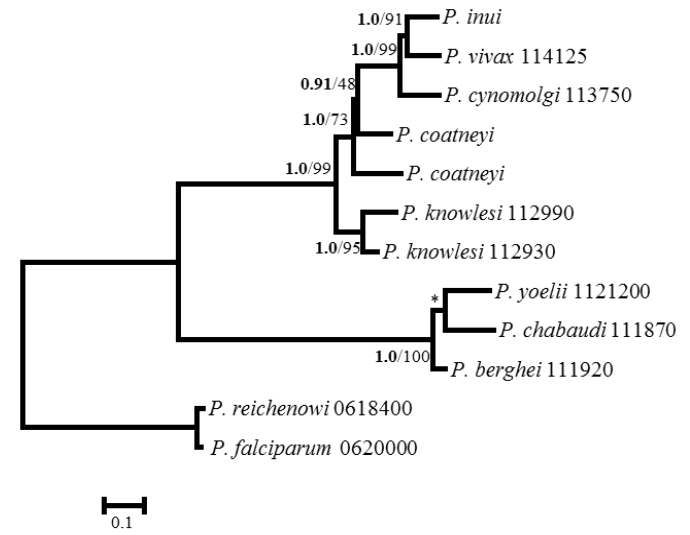 1.0/91
P. inui
1.0/99
P. vivax 114125
0.91/48
P. cynomolgi 113750
1.0/73
P. coatneyi
1.0/99
P. coatneyi
P. knowlesi 112990
1.0/95
P. knowlesi 112930
*
P. yoelii 1121200
P. chabaudi 111870
1.0/100
P. berghei 111920
P. reichenowi 0618400
P. falciparum 0620000
0.1